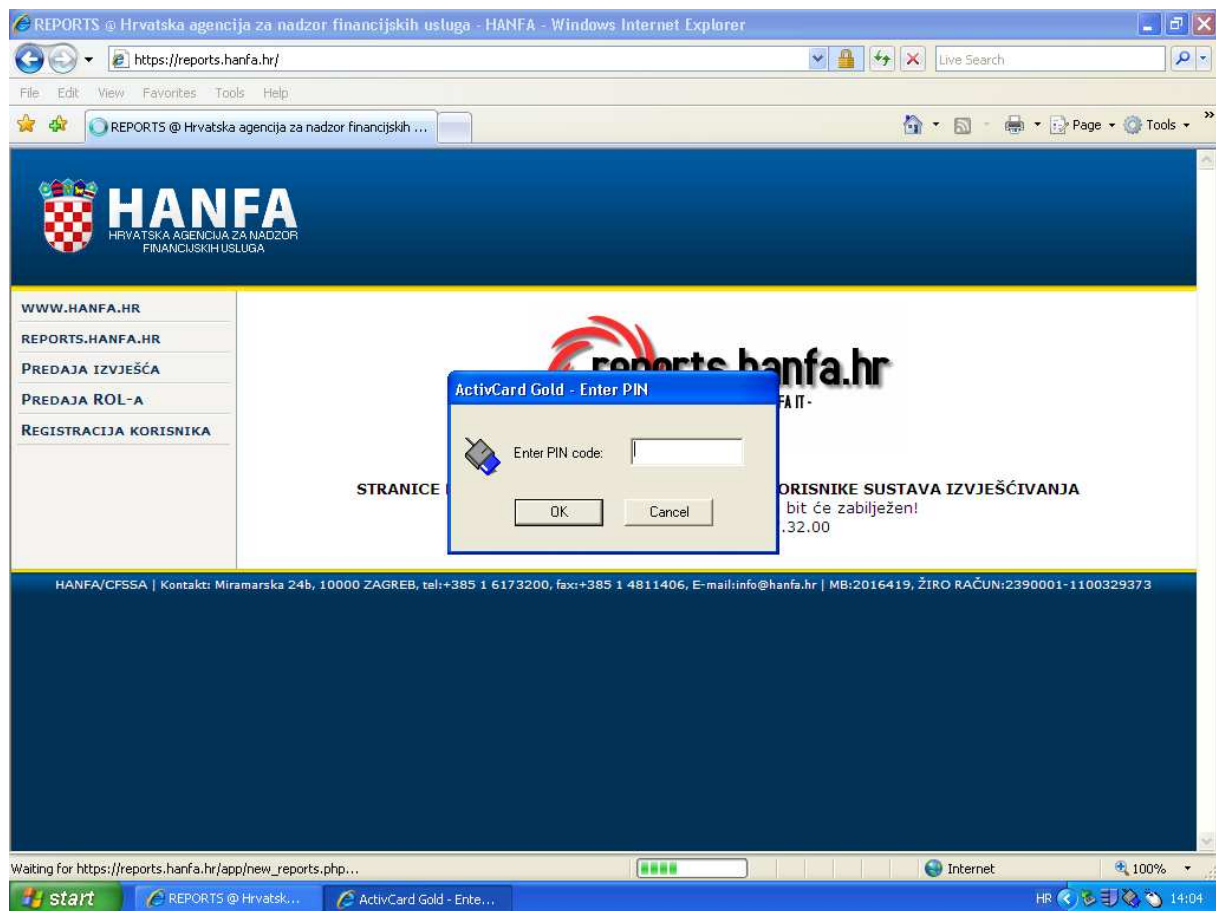 REPORTS @ Hrvatska agencija za nadzor financijskih usluga - HANFA - Windows Internet Explorer
https://reports.hanfa.hr/
Live Search
File Edit View Favorites Tools Help
REPORTS @ Hrvatska agencija za nadzor financijskih ...
Page Tools
HANFA
HRVATSKA AGENCIJA ZA NADZOR
FINANCIJSKIH USLUGA
WWW.HANFA.HR
REPORTS.HANFA.HR
PREDAJA IZVJEŠĆA
PREDAJA ROL-A
REGISTRACIJA KORISNIKA
reports.hanfa.hr
ActivCard Gold - Enter PIN
Enter PIN code:
OK Cancel
STRANICE ORISNIKE SUSTAVA IZVJEŠĆIVANJA
bit će zabilježen!
.32.00
HANFA/CFSSA | Kontakt: Miramarska 24b, 10000 ZAGREB, tel:+385 1 6173200, fax:+385 1 4811406, E-mail:info@hanfa.hr | MB:2016419, ŽIRO RAČUN:2390001-1100329373
Waiting for https://reports.hanfa.hr/app/new_reports.php...
Internet
100%
start
REPORTS @ Hrvatsk...
ActivCard Gold - Ente...
HR
14:04